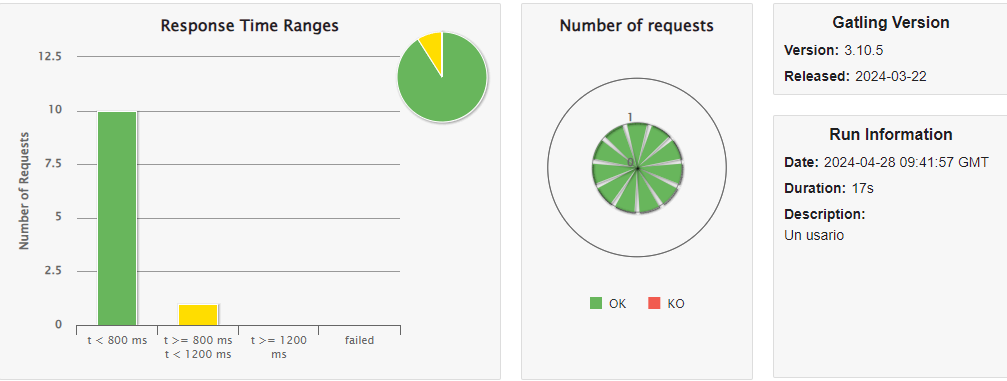 Response Time Ranges
Number of Requests
12.5
10
7.5
5
2.5
0
t < 800 ms
t >= 800 ms
t < 1200 ms
t >= 1200
ms
failed
Number of requests
1
0
OK
KO
Gatling Version
Version: 3.10.5
Released: 2024-03-22
Run Information
Date: 2024-04-28 09:41:57 GMT
Duration: 17s
Description:
Un usario